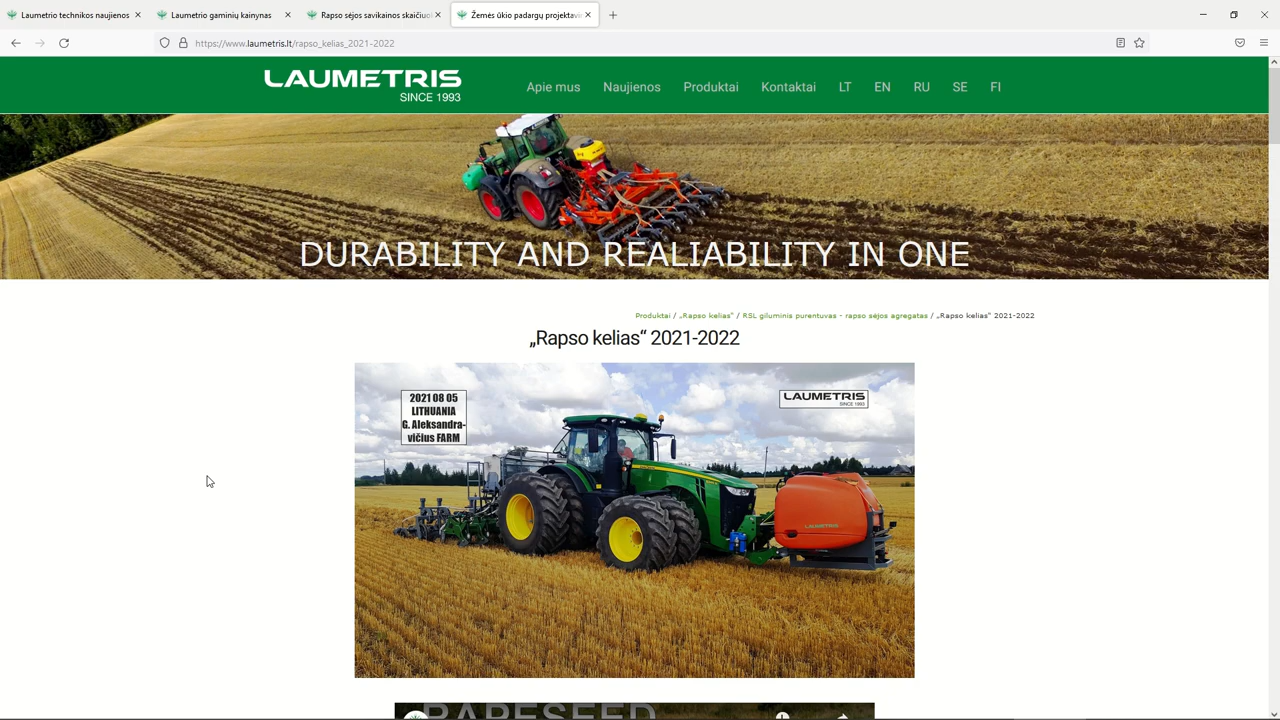 Laumetrio technikos naujienos
Laumetrio gaminių kainynas
Rapso sėjos savikainos skaičiuo
Žemės ūkio padargų projektavi
https://www.laumetris.lt/rapso_kelias_2021-2022
LAUMETRIS
SINCE 1993
Apie mus
Naujienos
Produktai
Kontaktai
LT
EN
RU
SE
FI
DURABILITY AND REALIABILITY IN ONE
Produktai / „Rapso kelias“ / RSL giluminis purentuvas - rapso sėjos agregatas / „Rapso kelias“ 2021-2022
„Rapso kelias“ 2021-2022
2021 08 05
LITHUANIA
G. Aleksandra-
vičius FARM
LAUMETRIS
SINCE 1993
LAUMETRIS
RAPESEED